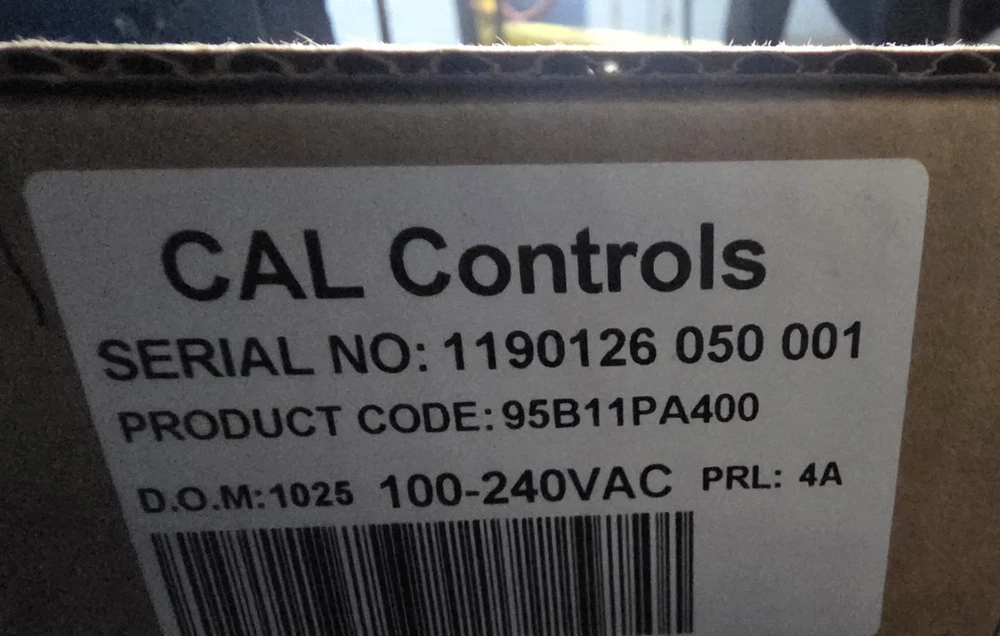 CAL Controls
SERIAL NO: 1190126 050 001
PRODUCT CODE: 95B11PA400
D.O.M: 1025 100-240VAC PRL: 4A